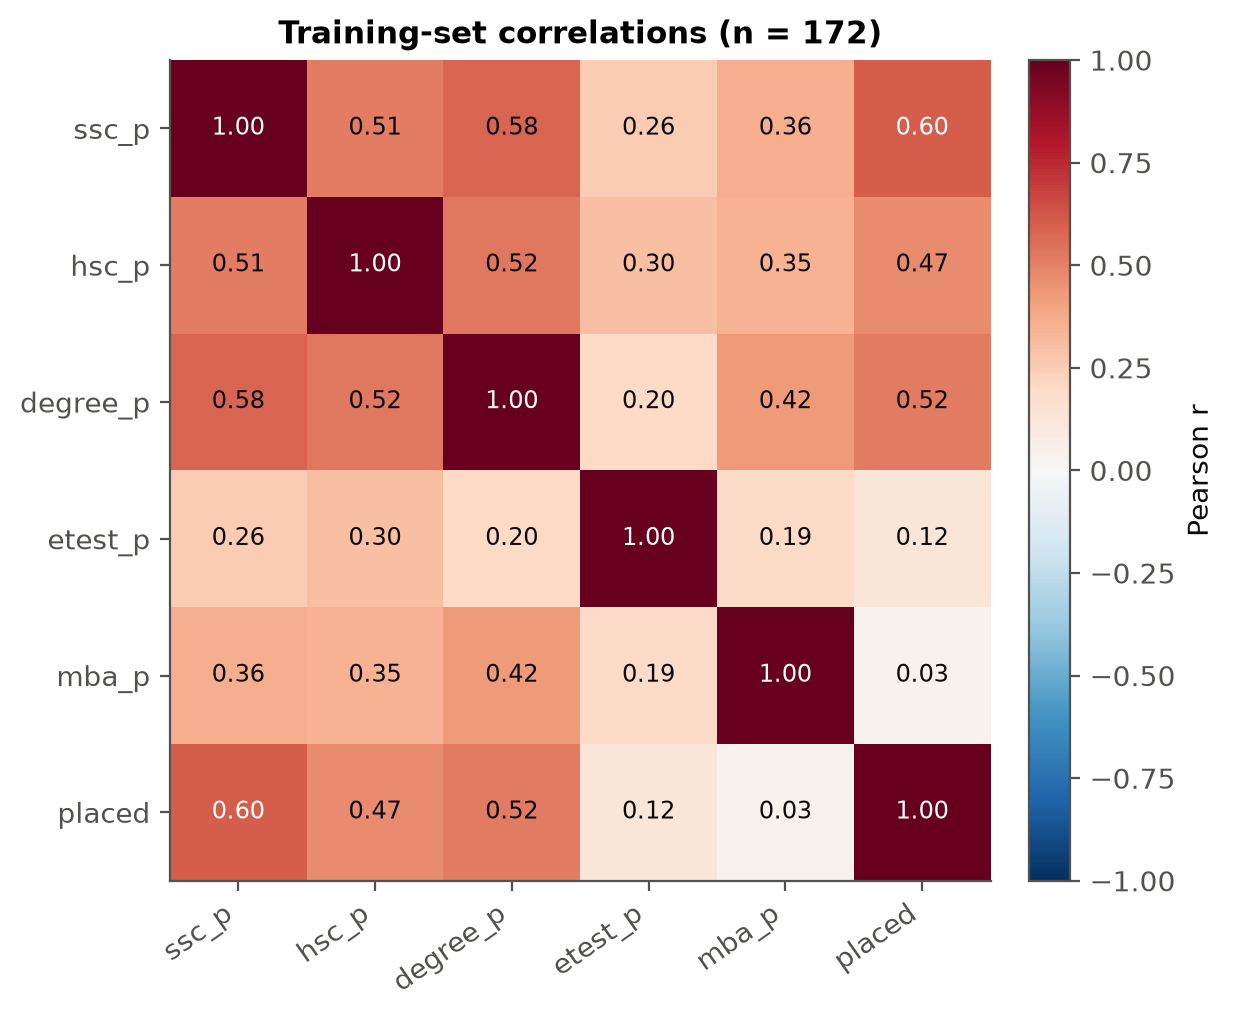 Training-set correlations (n = 172)
ssc_p 1.00 0.51 0.58 0.26 0.36 0.60
hsc_p 0.51 1.00 0.52 0.30 0.35 0.47
degree_p 0.58 0.52 1.00 0.20 0.42 0.52
etest_p 0.26 0.30 0.20 1.00 0.19 0.12
mba_p 0.36 0.35 0.42 0.19 1.00 0.03
placed 0.60 0.47 0.52 0.12 0.03 1.00
ssc_p hsc_p degree_p etest_p mba_p placed
1.00
0.75
0.50
0.25
0.00
−0.25
−0.50
−0.75
−1.00
Pearson r